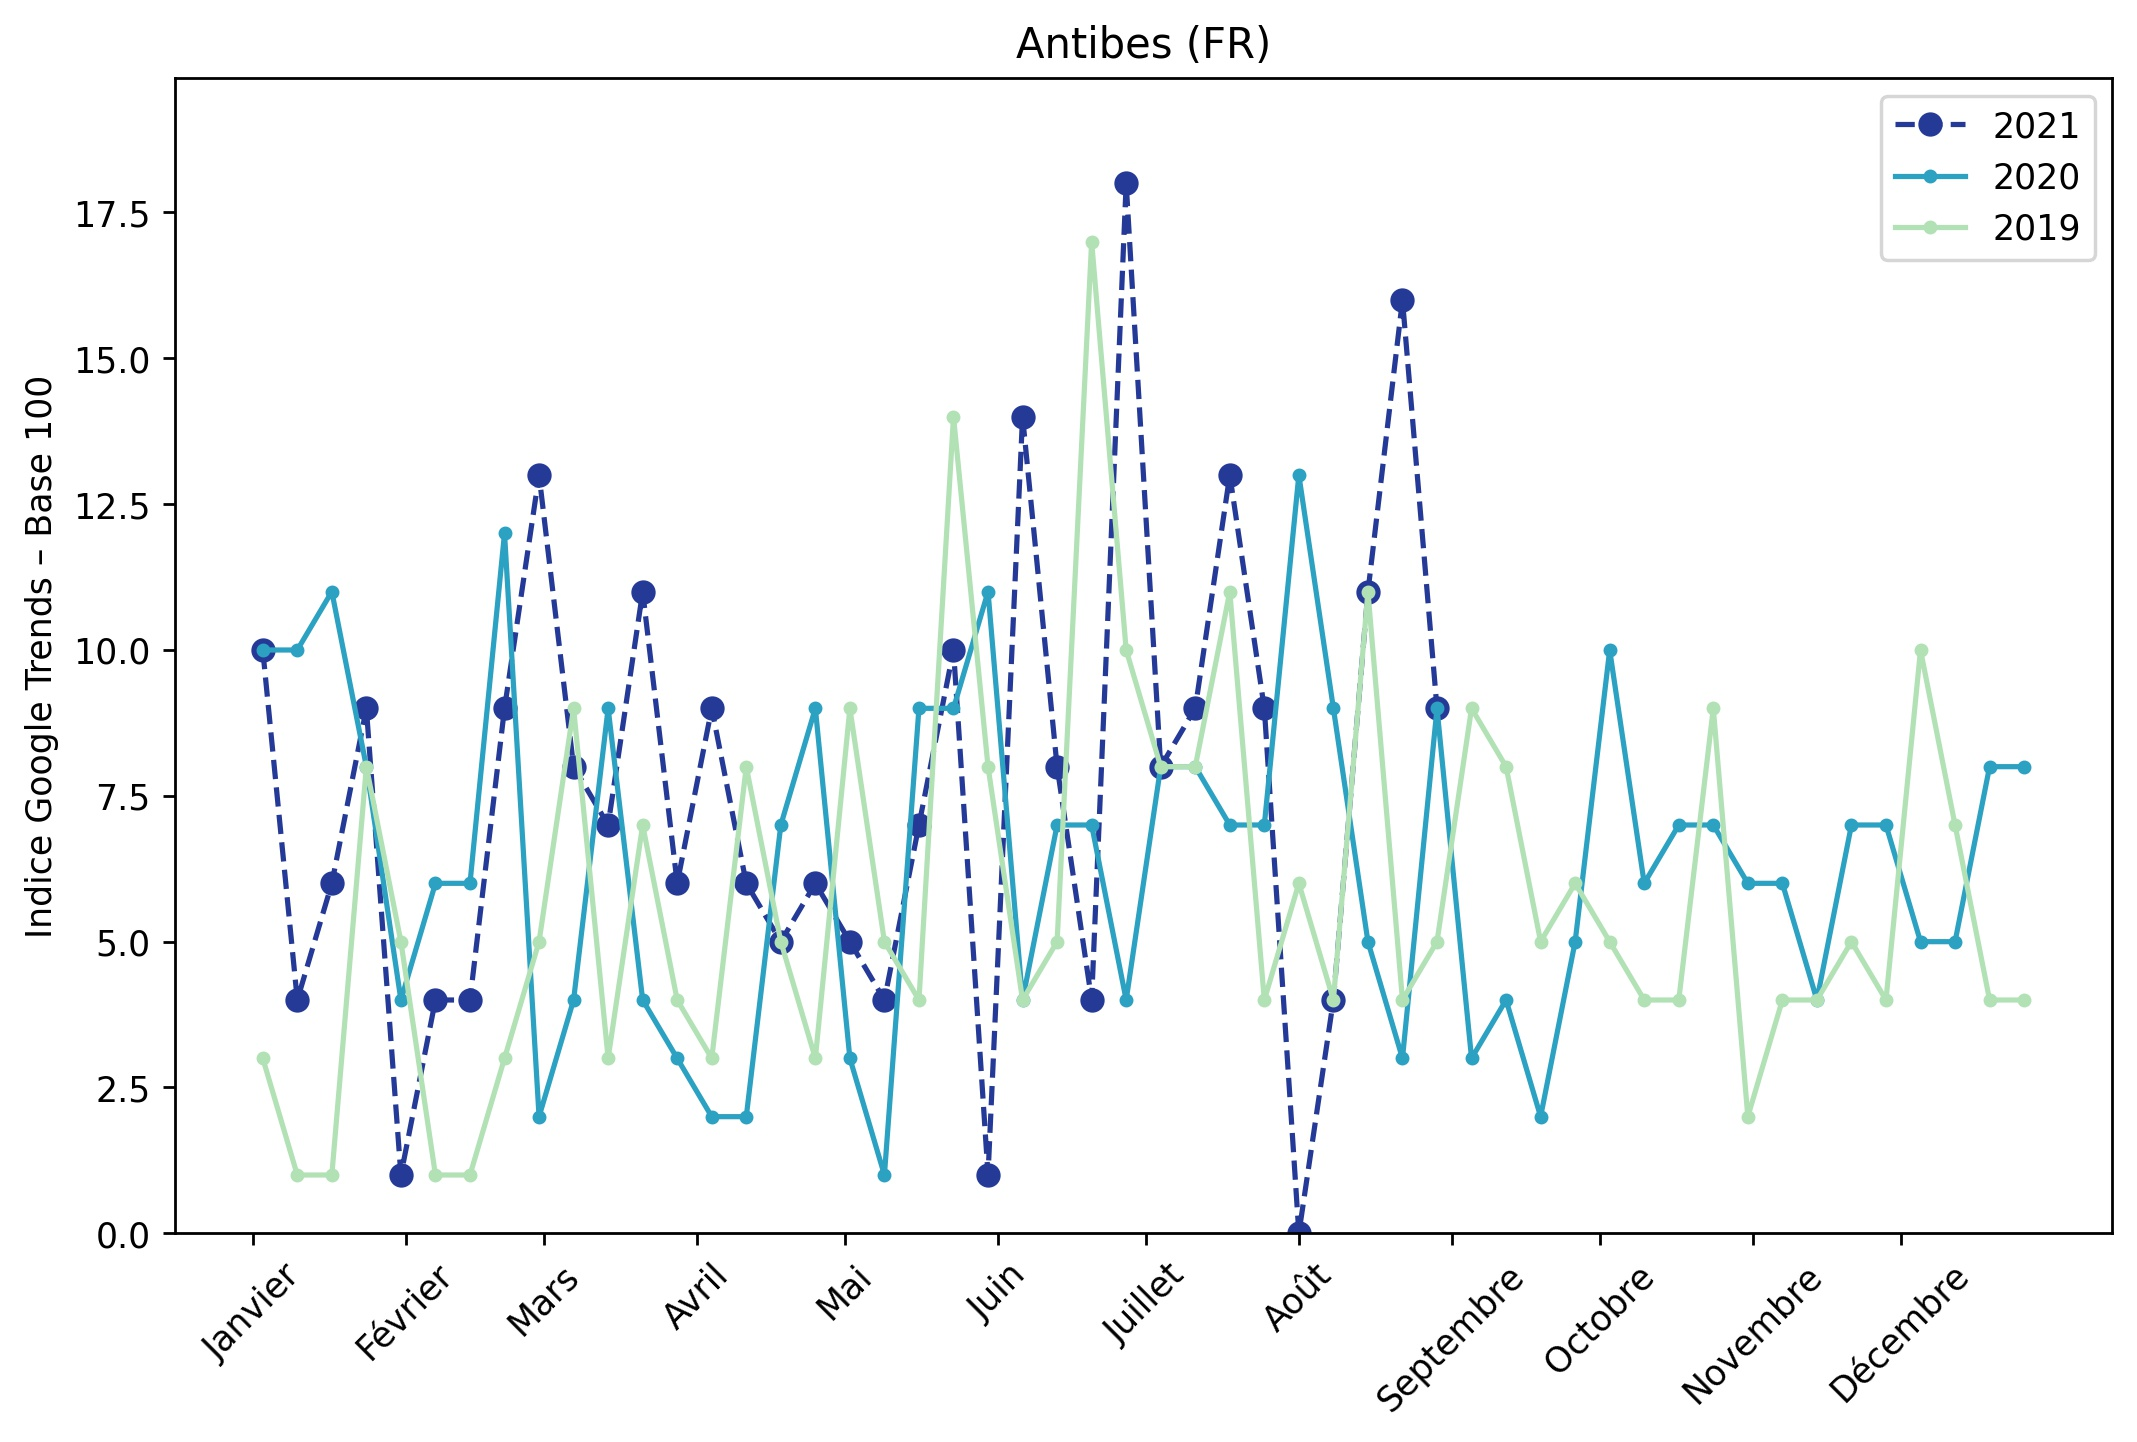 Antibes (FR)
2021
2020
2019
Indice Google Trends – Base 100
17.5
15.0
12.5
10.0
7.5
5.0
2.5
0.0
Janvier
Février
Mars
Avril
Mai
Juin
Juillet
Août
Septembre
Octobre
Novembre
Décembre